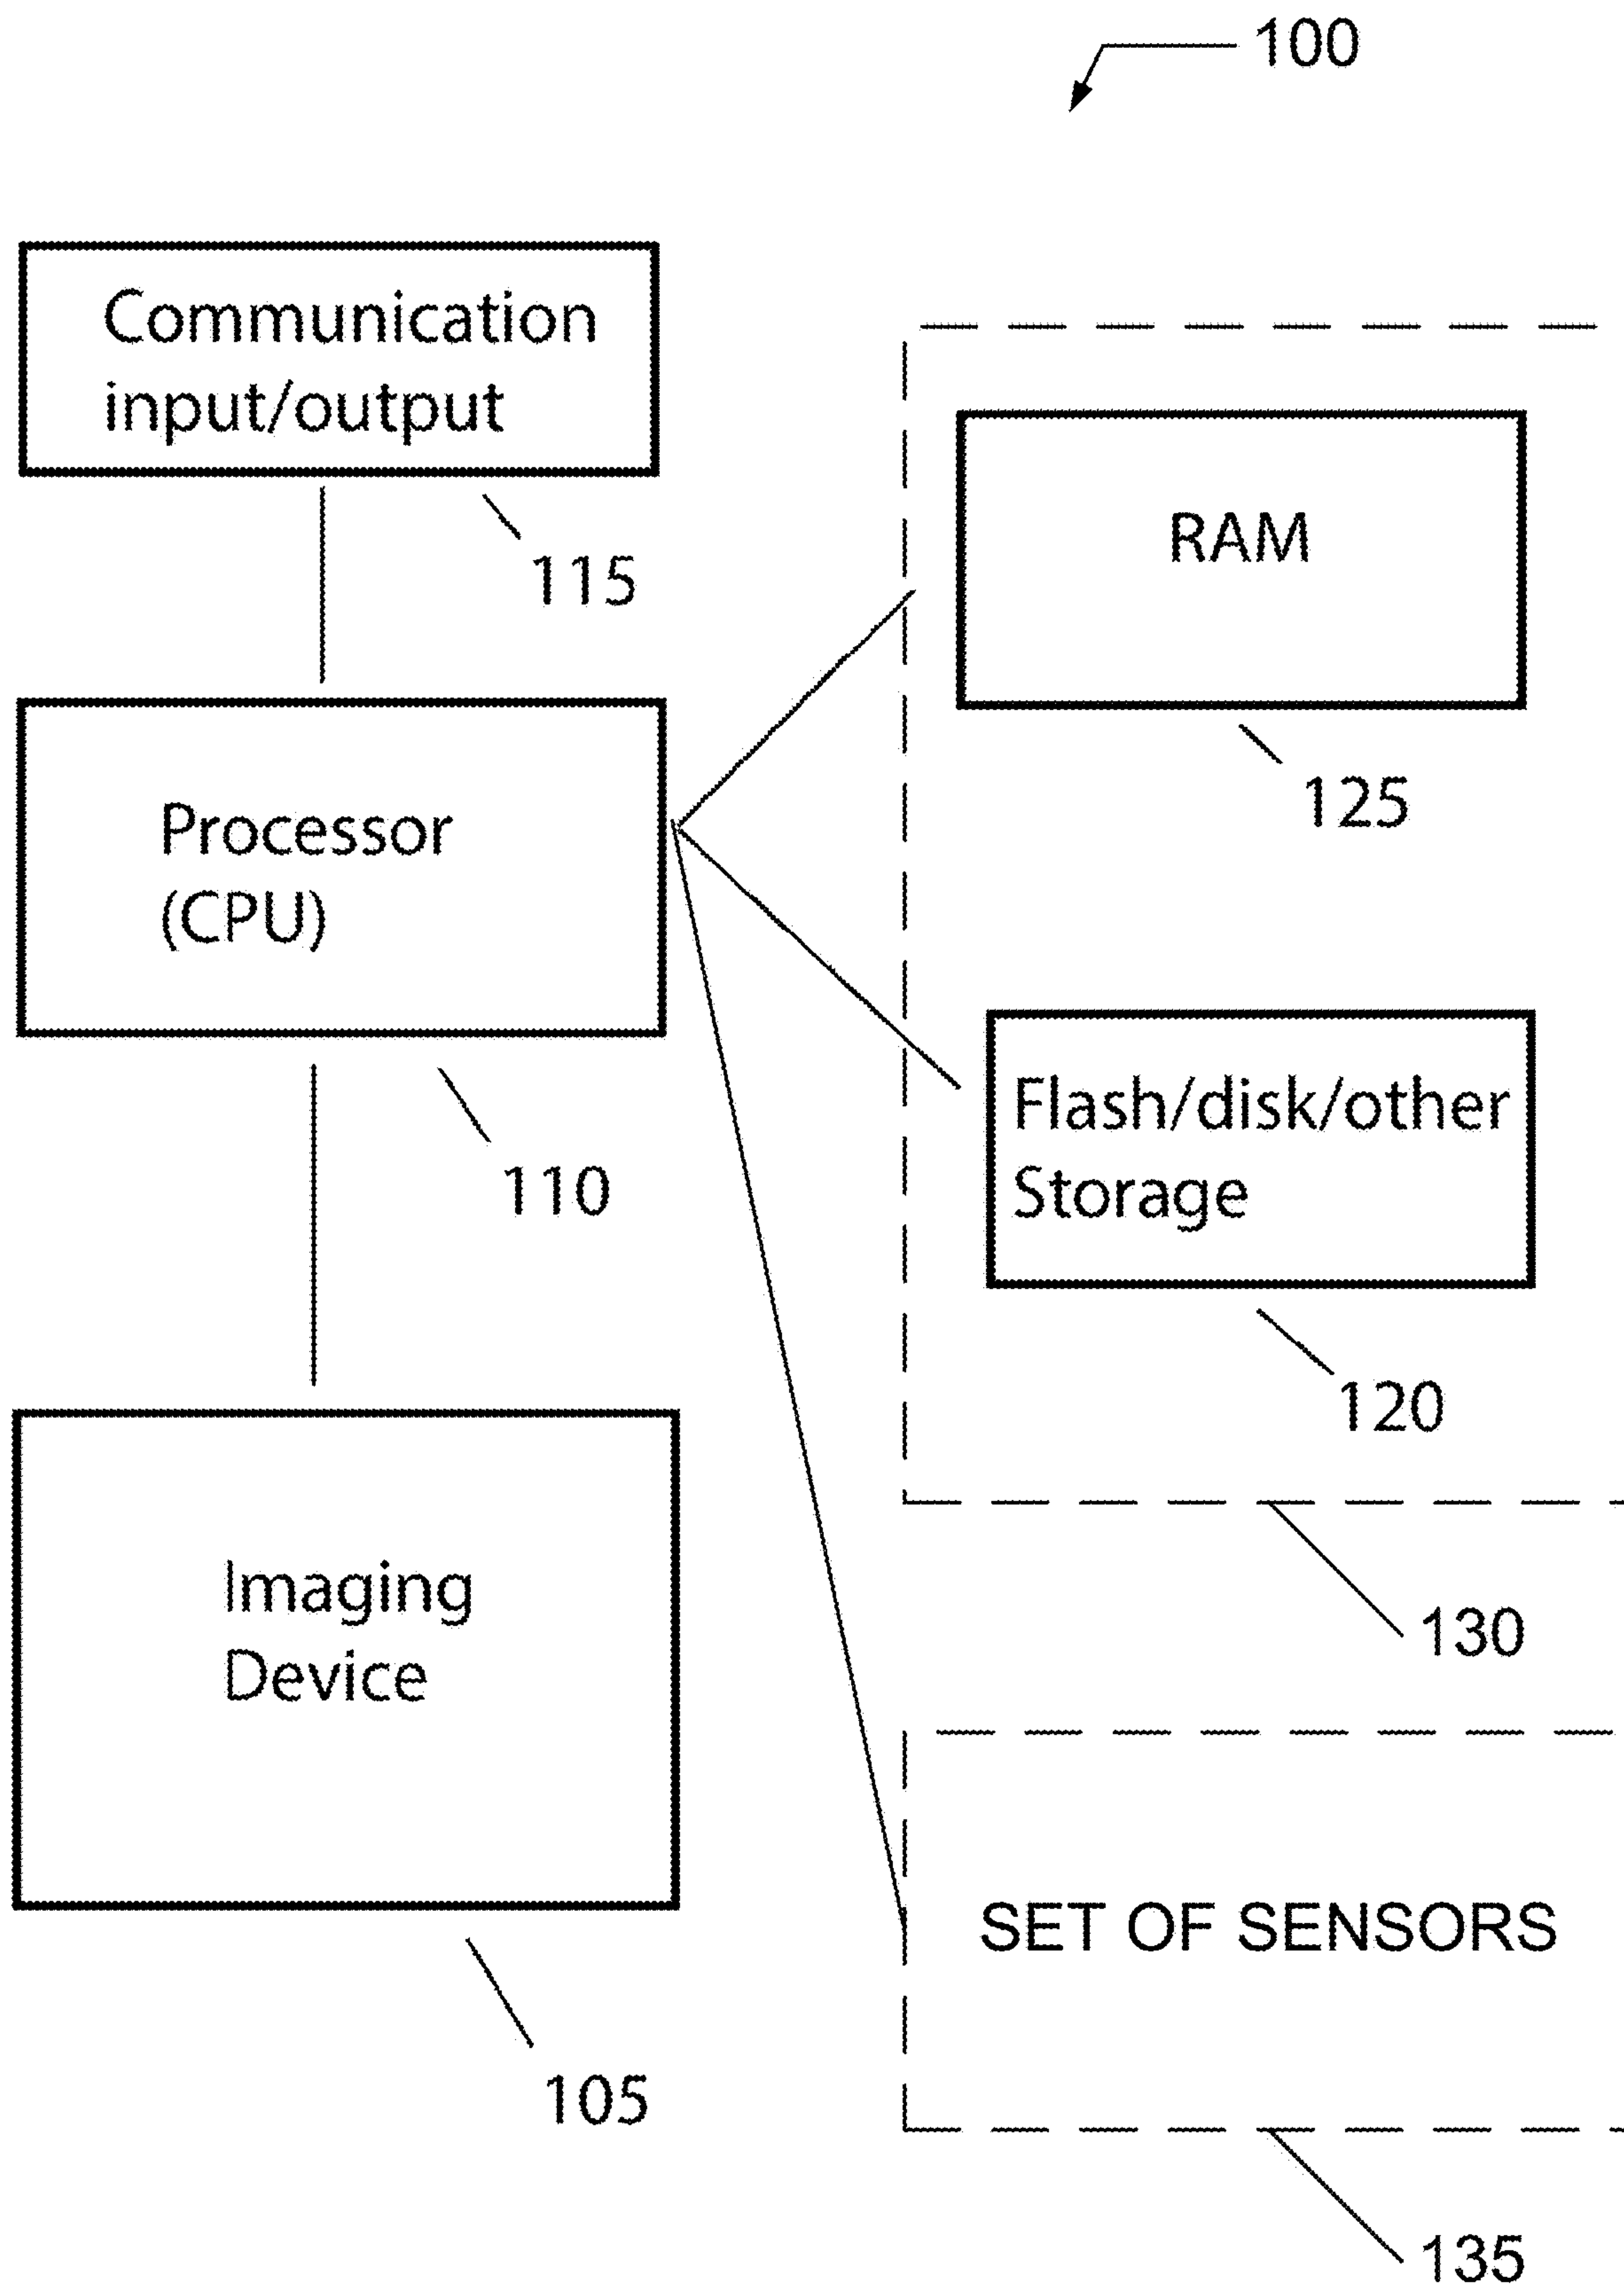 100
Communication
input/output
115
RAM
125
Processor
(CPU)
110
Flash/disk/other
Storage
120
130
Imaging
Device
105
SET OF SENSORS
135